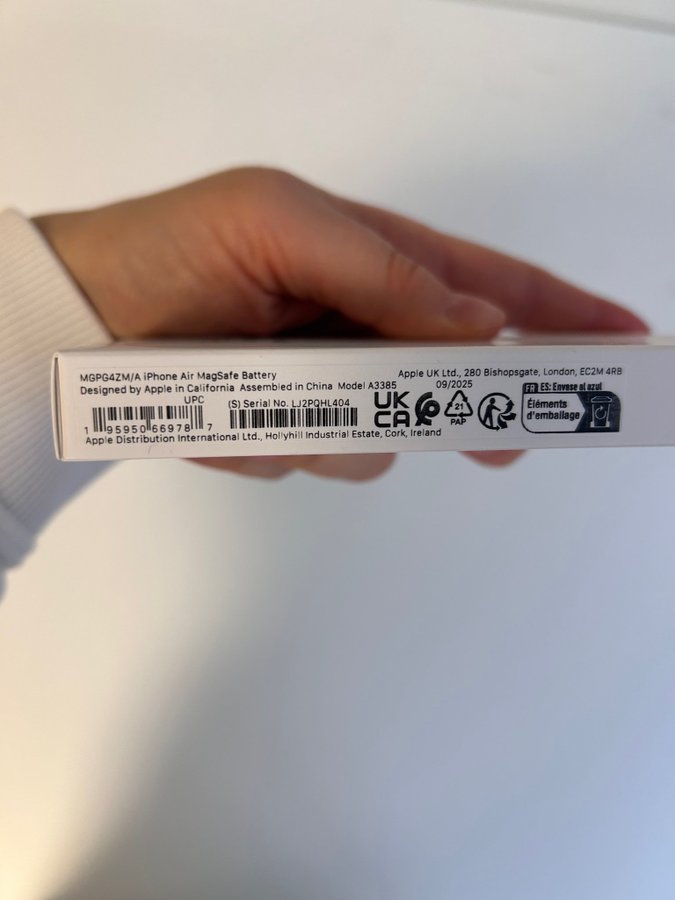 MGPG4ZM/A iPhone Air MagSafe Battery
Apple UK Ltd., 280 Bishopsgate, London, EC2M 4RB
Designed by Apple in California Assembled in China Model A3385
09/2025
UPC
(S) Serial No. LJ2PQHL404
1 95950 66978 7
UK
CA
21
PAP
FR ES: Envase al azul
Éléments
d'emballage
Apple Distribution International Ltd., Hollyhill Industrial Estate, Cork, Ireland